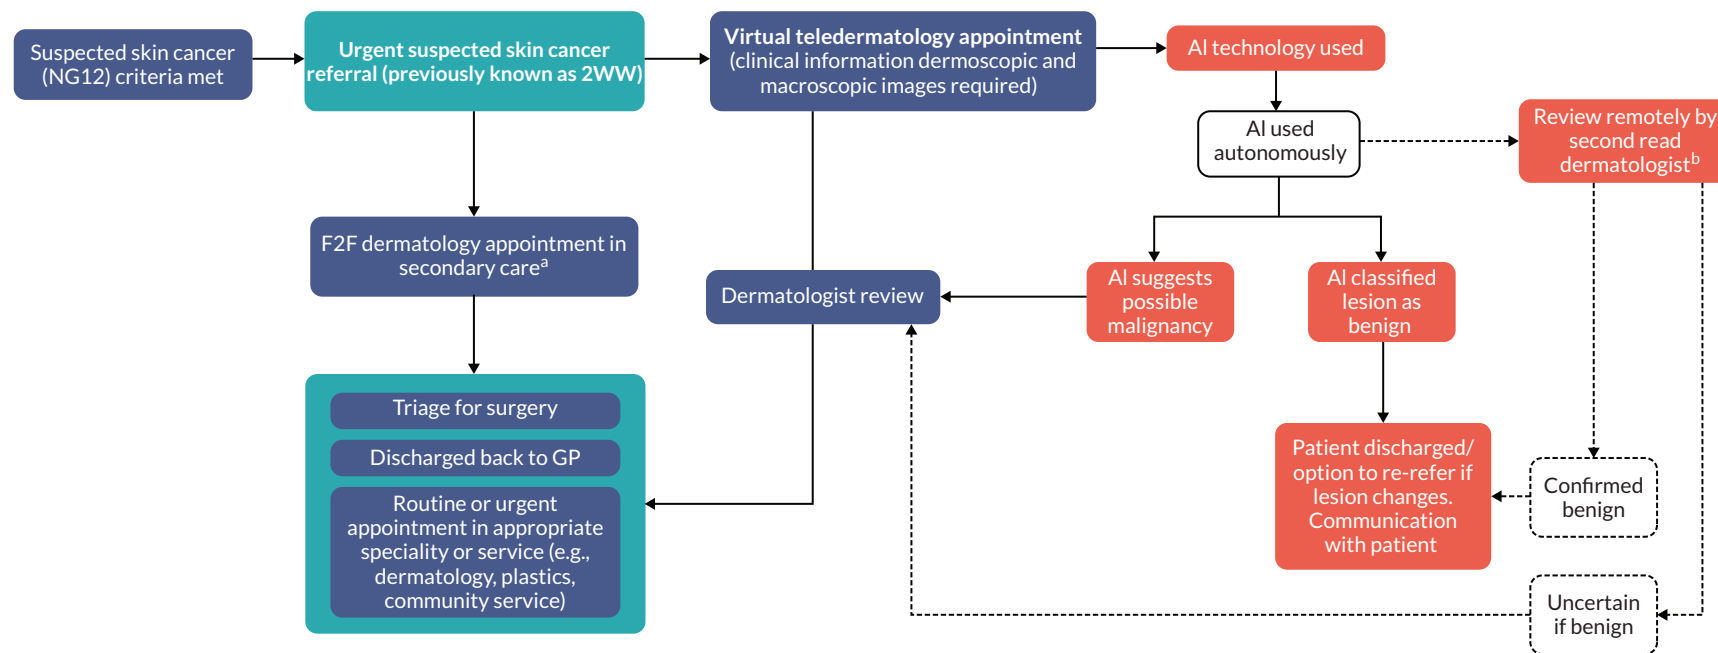 Suspected skin cancer
(NG12) criteria met
Urgent suspected skin cancer
referral (previously known as 2WW)
Virtual teledermatology appointment
(clinical information dermoscopic and
macroscopic images required)
AI technology used
AI used
autonomously
Review remotely by
second read
dermatologistb
F2F dermatology appointment in
secondary carea
Dermatologist review
AI suggests
possible
malignancy
AI classified
lesion as
benign
Triage for surgery
Discharged back to GP
Routine or urgent
appointment in appropriate
speciality or service (e.g.,
dermatology, plastics,
community service)
Patient discharged/
option to re-refer if
lesion changes.
Communication
with patient
Confirmed
benign
Uncertain
if benign